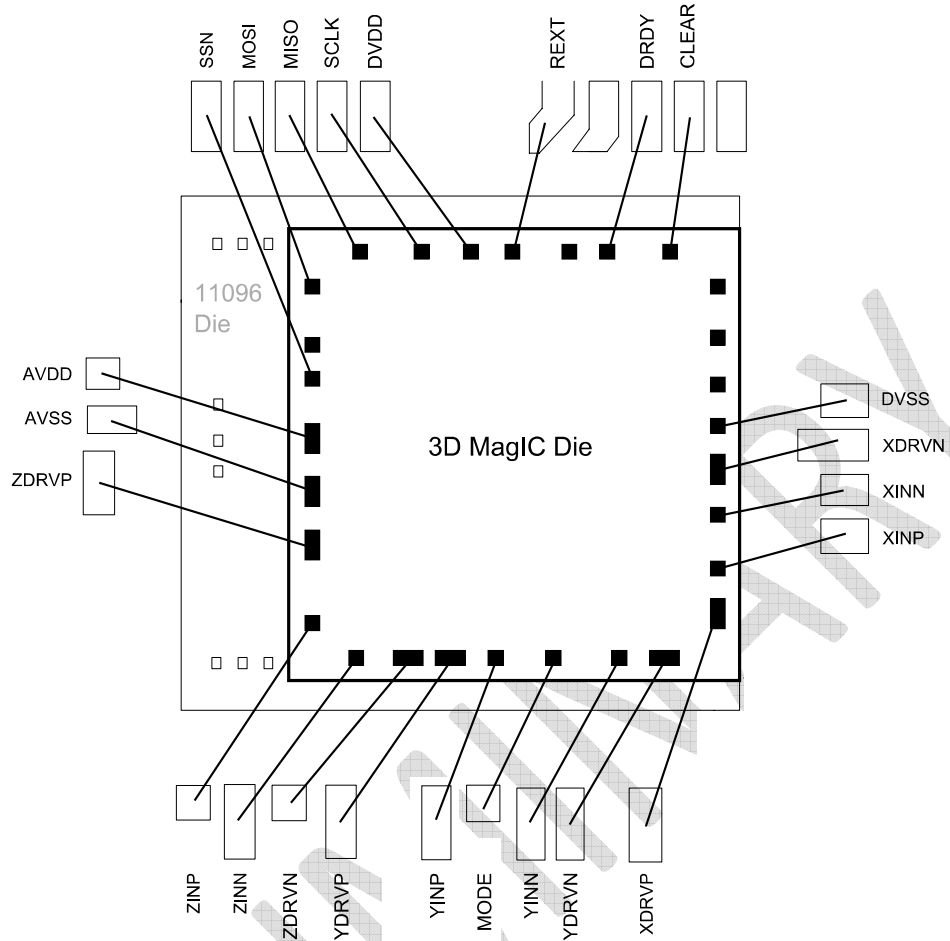 SSN
MOSI
MISO
SCLK
DVDD
REXT
DRDY
CLEAR
11096
Die
AVDD
AVSS
ZDRVP
3D MagIC Die
DVSS
XDRVN
XINN
XINP
ZINP
ZINN
ZDRVN
YDRVP
YINP
MODE
YINN
YDRVN
XDRVP